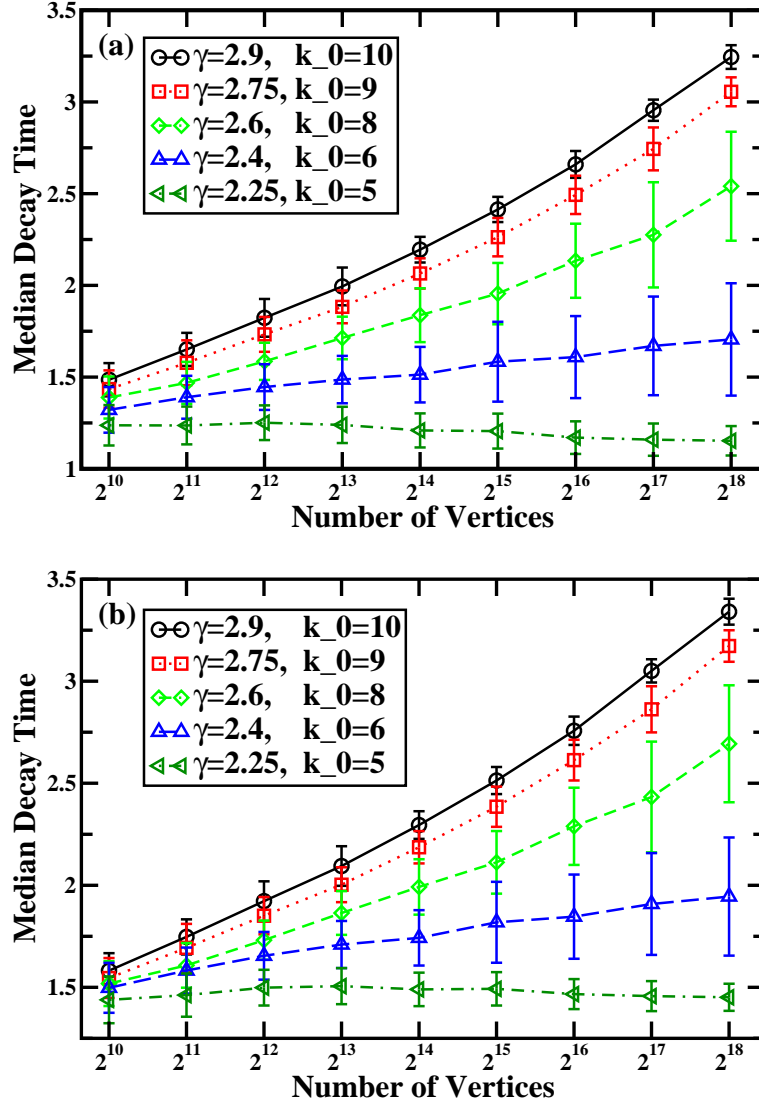 3.5
(a)
γ=2.9, k_0=10
γ=2.75, k_0=9
3
γ=2.6, k_0=8
γ=2.4, k_0=6
γ=2.25, k_0=5
2.5
Median Decay Time
2
1.5
1
2^10 2^11 2^12 2^13 2^14 2^15 2^16 2^17 2^18
Number of Vertices
3.5
(b)
γ=2.9, k_0=10
γ=2.75, k_0=9
3
γ=2.6, k_0=8
γ=2.4, k_0=6
γ=2.25, k_0=5
2.5
Median Decay Time
2
1.5
2^10 2^11 2^12 2^13 2^14 2^15 2^16 2^17 2^18
Number of Vertices